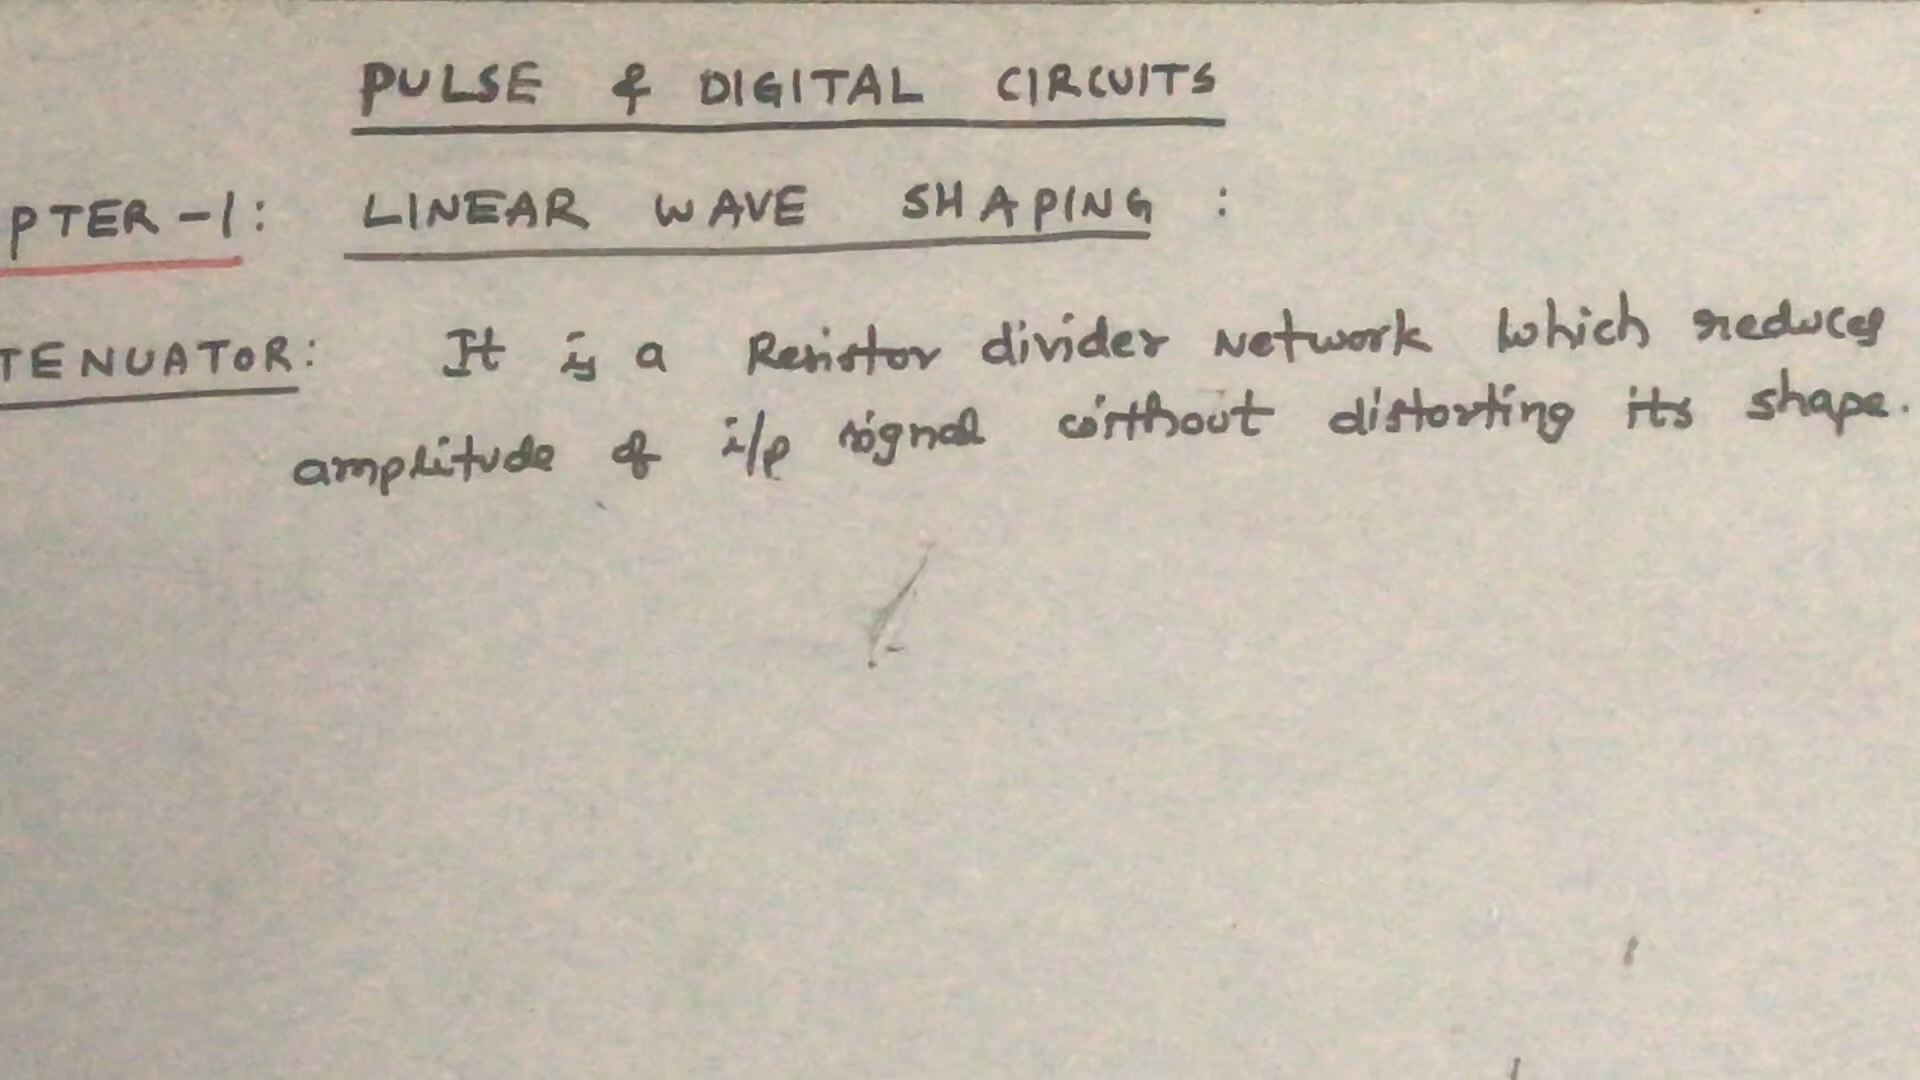 PULSE & DIGITAL CIRCUITS
PTER-1: LINEAR WAVE SHAPING :
TENUATOR: It is a Resistor divider Network which reduces
amplitude of i/p signal without distorting its shape.